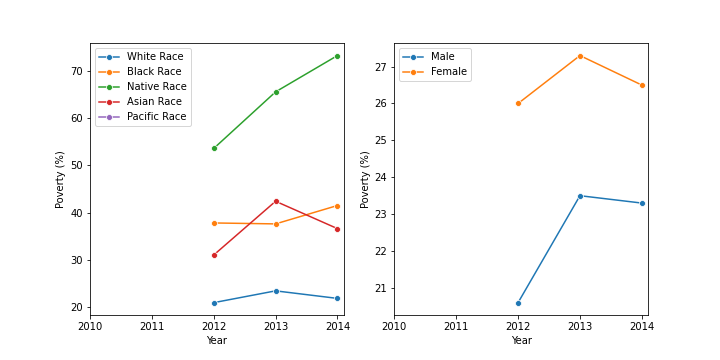 White Race
Black Race
Native Race
Asian Race
Pacific Race
Poverty (%)
70
60
50
40
30
20
2010 2011 2012 2013 2014
Year
Male
Female
Poverty (%)
27
26
25
24
23
22
21
2010 2011 2012 2013 2014
Year